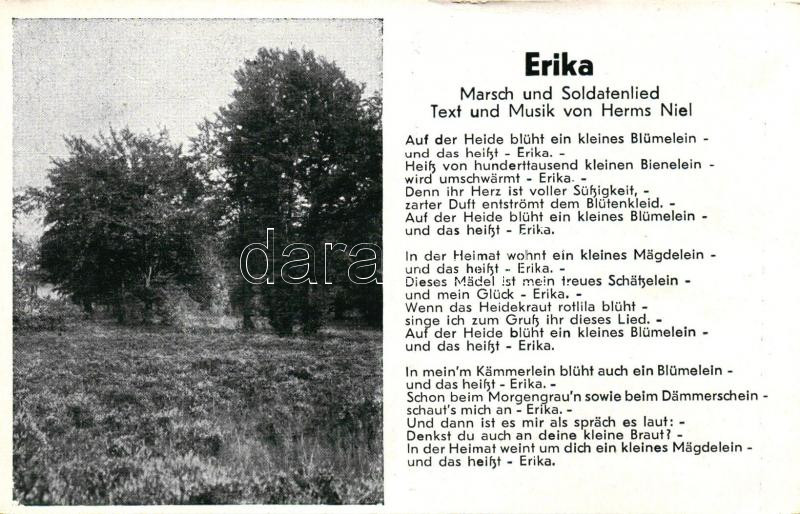 Erika
Marsch und Soldatenlied
Text und Musik von Herms Niel
Auf der Heide blüht ein kleines Blümelein -
und das heißt - Erika. -
Heiß von hunderttausend kleinen Bienelein -
wird umschwärmt - Erika. -
Denn ihr Herz ist voller Süßigkeit, -
zarter Duft entströmt dem Blütenkleid. -
Auf der Heide blüht ein kleines Blümelein -
und das heißt - Erika.
In der Heimat wohnt ein kleines Mägdelein -
und das heißt - Erika. -
Dieses Mädel ist mein treues Schätzelein -
und mein Glück - Erika. -
Wenn das Heidekraut rotlila blüht -
singe ich zum Gruß ihr dieses Lied. -
Auf der Heide blüht ein kleines Blümelein -
und das heißt - Erika.
In mein'm Kämmerlein blüht auch ein Blümelein -
und das heißt - Erika. -
Schon beim Morgengrau'n sowie beim Dämmerschein -
schaut's mich an - Erika. -
Und dann ist es mir als spräch es laut: -
Denkst du auch an deine kleine Braut? -
In der Heimat weint um dich ein kleines Mägdelein -
und das heißt - Erika.
darabanth